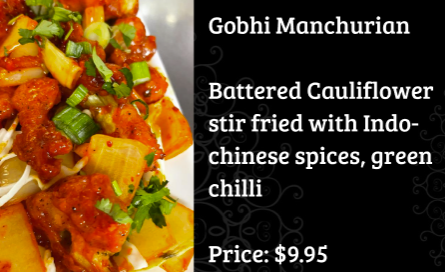 Gobhi Manchurian
Battered Cauliflower
stir fried with Indo-
chinese spices, green
chilli
Price: $9.95